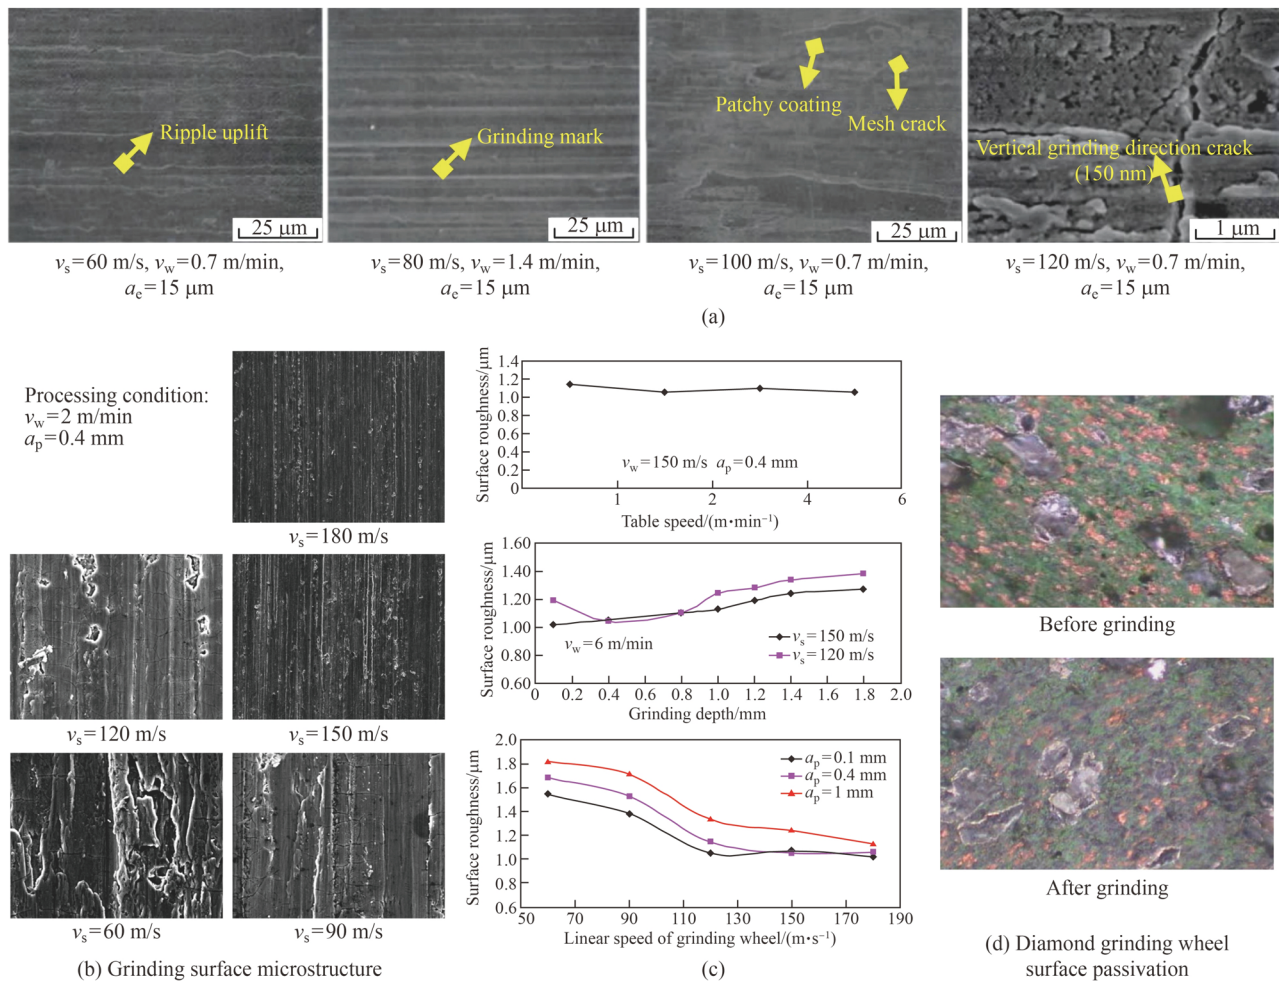 Ripple uplift
25 μm
Grinding mark
25 μm
Patchy coating
Mesh crack
25 μm
Vertical grinding direction crack
(150 nm)
1 μm
vs=60 m/s, vw=0.7 m/min,
ae=15 μm
vs=80 m/s, vw=1.4 m/min,
ae=15 μm
vs=100 m/s, vw=0.7 m/min,
ae=15 μm
vs=120 m/s, vw=0.7 m/min,
ae=15 μm
(a)
Processing condition:
vw=2 m/min
ap=0.4 mm
vs=180 m/s
vs=120 m/s
vs=150 m/s
vs=60 m/s
vs=90 m/s
(b) Grinding surface microstructure
Surface roughness/μm
1.4
1.2
1.0
0.8
0.6
0.4
0.2
0
vw=150 m/s ap=0.4 mm
1 2 4 6
Table speed/(m·min⁻¹)
Surface roughness/μm
1.60
1.40
1.20
1.00
0.80
0.60
vw=6 m/min
vs=150 m/s
vs=120 m/s
0 0.2 0.4 0.6 0.8 1.0 1.2 1.4 1.6 1.8 2.0
Grinding depth/mm
Surface roughness/μm
2.0
1.8
1.6
1.4
1.2
1.0
0.8
0.6
ap=0.1 mm
ap=0.4 mm
ap=1 mm
50 70 90 110 130 150 170 190
Linear speed of grinding wheel/(m·s⁻¹)
(c)
Before grinding
After grinding
(d) Diamond grinding wheel
surface passivation